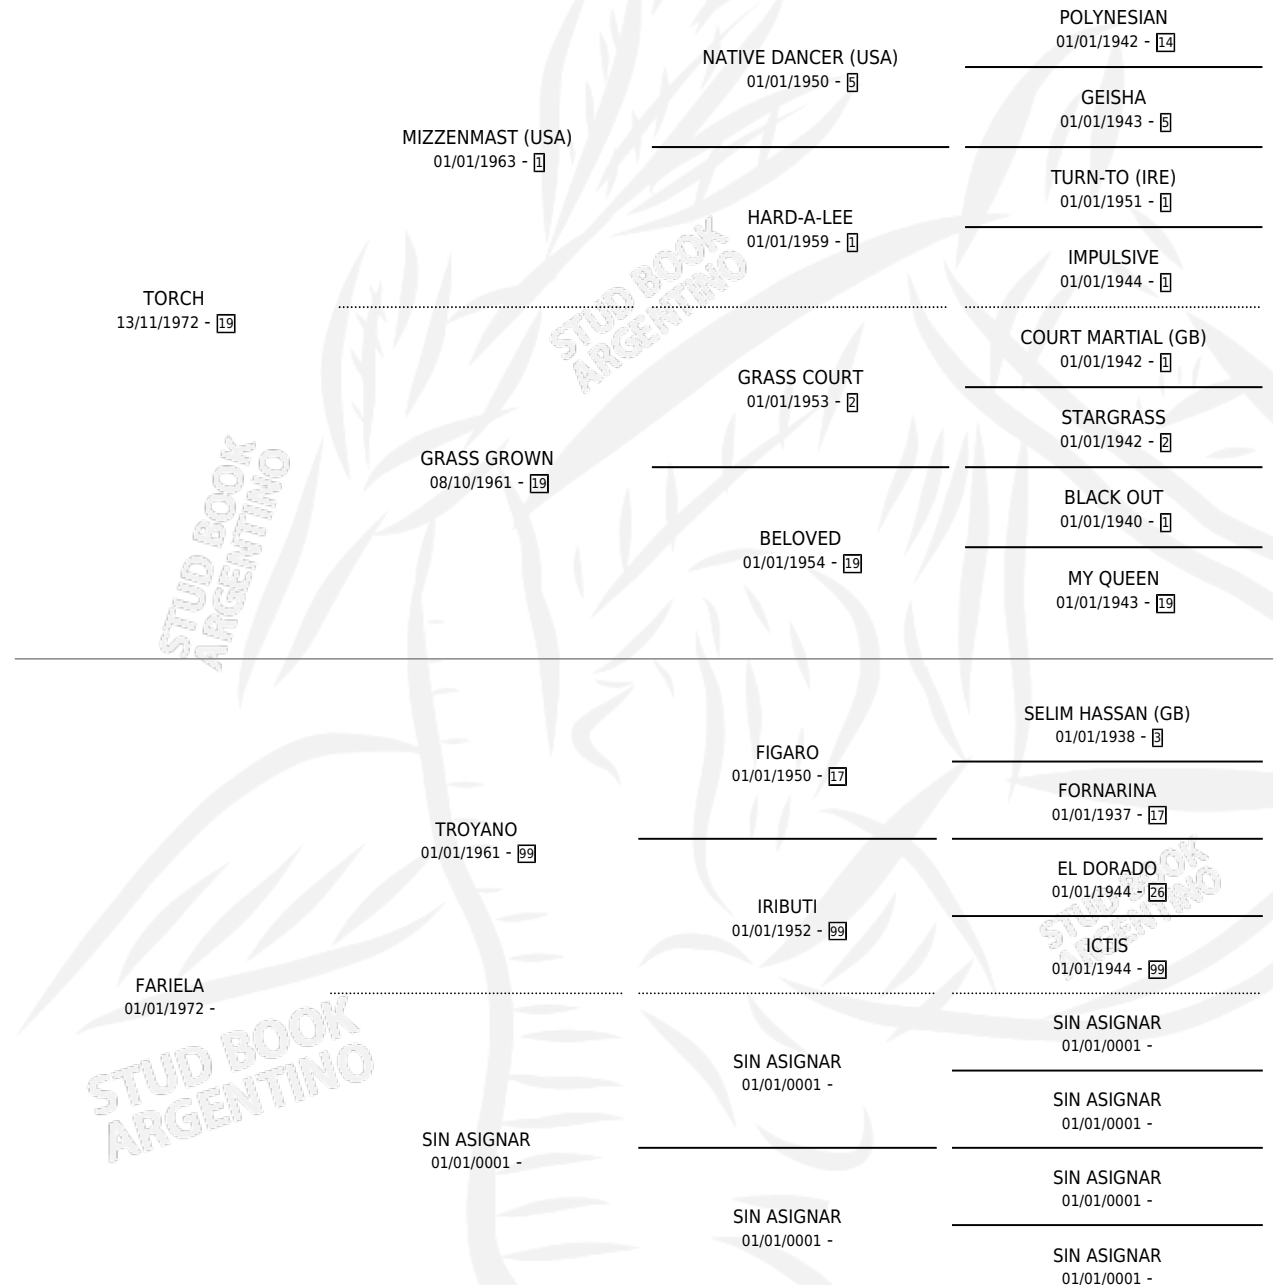 POLYNESIAN
01/01/1942 - 14
NATIVE DANCER (USA)
01/01/1950 - 5
GEISHA
01/01/1943 - 5
MIZZENMAST (USA)
01/01/1963 - 1
TURN-TO (IRE)
01/01/1951 - 1
HARD-A-LEE
01/01/1959 - 1
IMPULSIVE
01/01/1944 - 1
TORCH
13/11/1972 - 19
COURT MARTIAL (GB)
01/01/1942 - 1
GRASS COURT
01/01/1953 - 2
STARGRASS
01/01/1942 - 2
GRASS GROWN
08/10/1961 - 19
BLACK OUT
01/01/1940 - 1
BELOVED
01/01/1954 - 19
MY QUEEN
01/01/1943 - 19
SELIM HASSAN (GB)
01/01/1938 - 3
FIGARO
01/01/1950 - 17
FORNARINA
01/01/1937 - 17
TROYANO
01/01/1961 - 99
EL DORADO
01/01/1944 - 26
IRIBUTI
01/01/1952 - 99
ICTIS
01/01/1944 - 99
FARIELA
01/01/1972 -
SIN ASIGNAR
01/01/0001 -
SIN ASIGNAR
01/01/0001 -
SIN ASIGNAR
01/01/0001 -
SIN ASIGNAR
01/01/0001 -
SIN ASIGNAR
01/01/0001 -
SIN ASIGNAR
01/01/0001 -
SIN ASIGNAR
01/01/0001 -
STUD BOOK
ARGENTINO
STUD BOOK
ARGENTINO
STUD BOOK
ARGENTINO
STUD BOOK
ARGENTINO